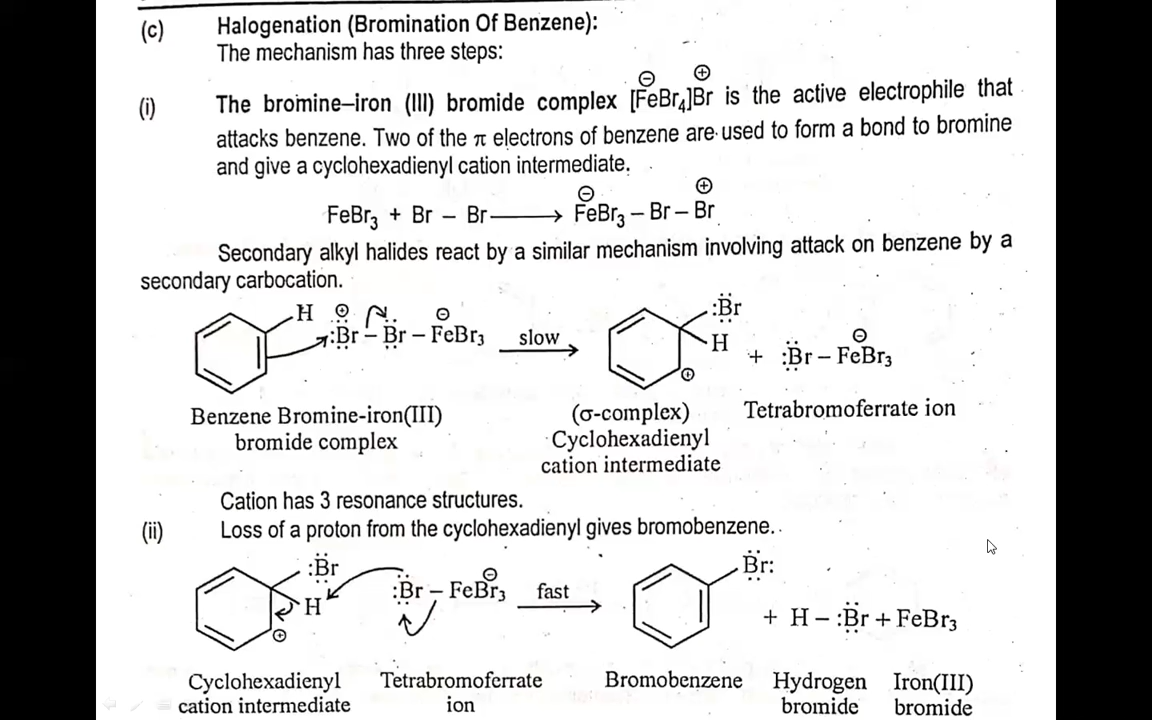 (c) Halogenation (Bromination Of Benzene):
The mechanism has three steps:
(i) The bromine–iron (III) bromide complex [F⊖eBr₄]B⊕r is the active electrophile that
attacks benzene. Two of the π electrons of benzene are used to form a bond to bromine
and give a cyclohexadienyl cation intermediate.
FeBr₃ + Br – Br ⟶ F⊖eBr₃ – Br – B⊕r
Secondary alkyl halides react by a similar mechanism involving attack on benzene by a
secondary carbocation.
H :Br – Br – FeBr₃ slow :Br H ⊕ + :Br – FeBr₃
Benzene Bromine-iron(III) (σ-complex) Tetrabromoferrate ion
bromide complex Cyclohexadienyl
cation intermediate
Cation has 3 resonance structures.
(ii) Loss of a proton from the cyclohexadienyl gives bromobenzene.
:Br H ⊕ :Br – FeBr₃ fast Br: + H – :Br + FeBr₃
Cyclohexadienyl Tetrabromoferrate Bromobenzene Hydrogen Iron(III)
cation intermediate ion bromide bromide